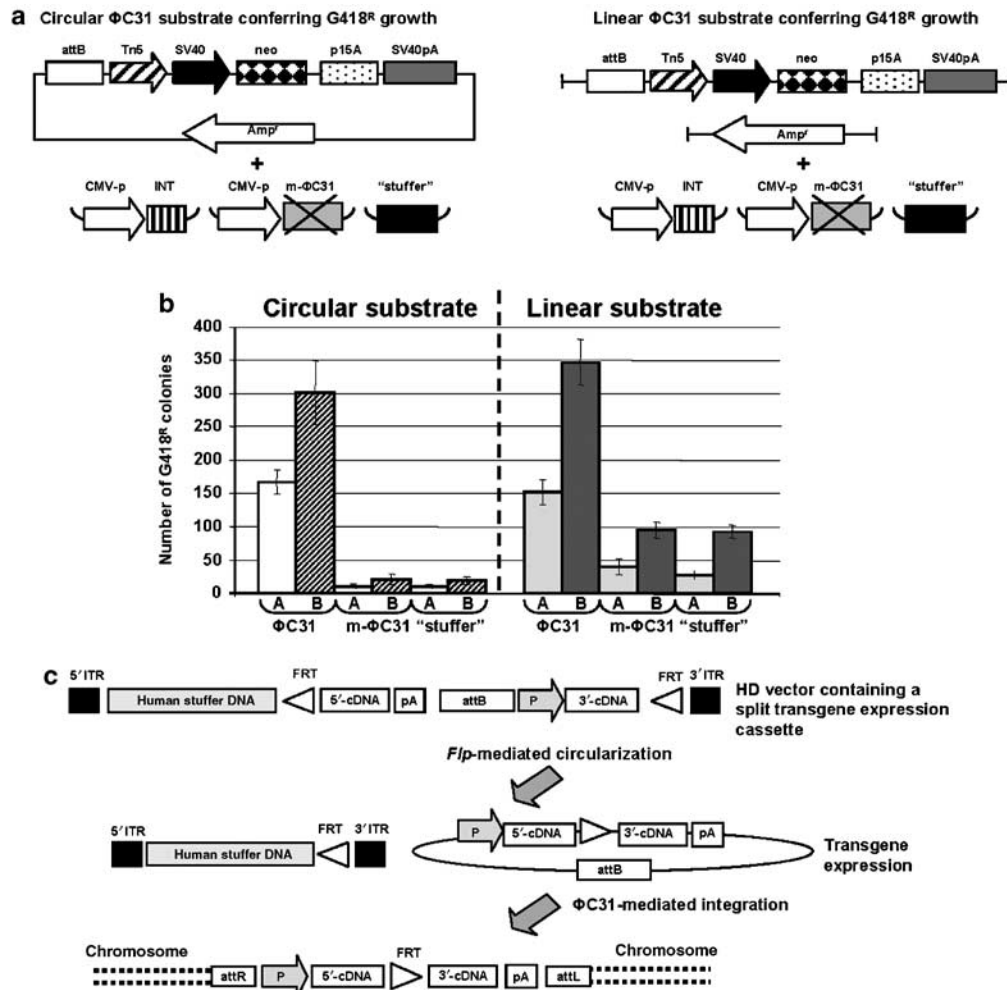 a Circular ΦC31 substrate conferring G418ᴿ growth
attB Tn5 SV40 neo p15A SV40pA
Ampʳ
+
CMV-p INT CMV-p m-ΦC31 "stuffer"
Linear ΦC31 substrate conferring G418ᴿ growth
attB Tn5 SV40 neo p15A SV40pA
Ampʳ
+
CMV-p INT CMV-p m-ΦC31 "stuffer"
b Circular substrate Linear substrate
Number of G418ᴿ colonies
400
350
300
250
200
150
100
50
0
A B A B A B A B A B A B
ΦC31 m-ΦC31 "stuffer" ΦC31 m-ΦC31 "stuffer"
c
5′ITR FRT FRT 3′ITR
Human stuffer DNA 5′-cDNA pA attB P 3′-cDNA
HD vector containing a
split transgene expression
cassette
Flp-mediated circularization
5′ITR FRT 3′ITR
Human stuffer DNA
P 5′-cDNA 3′-cDNA pA
attB
Transgene
expression
ΦC31-mediated integration
Chromosome FRT Chromosome
attR P 5′-cDNA 3′-cDNA pA attL